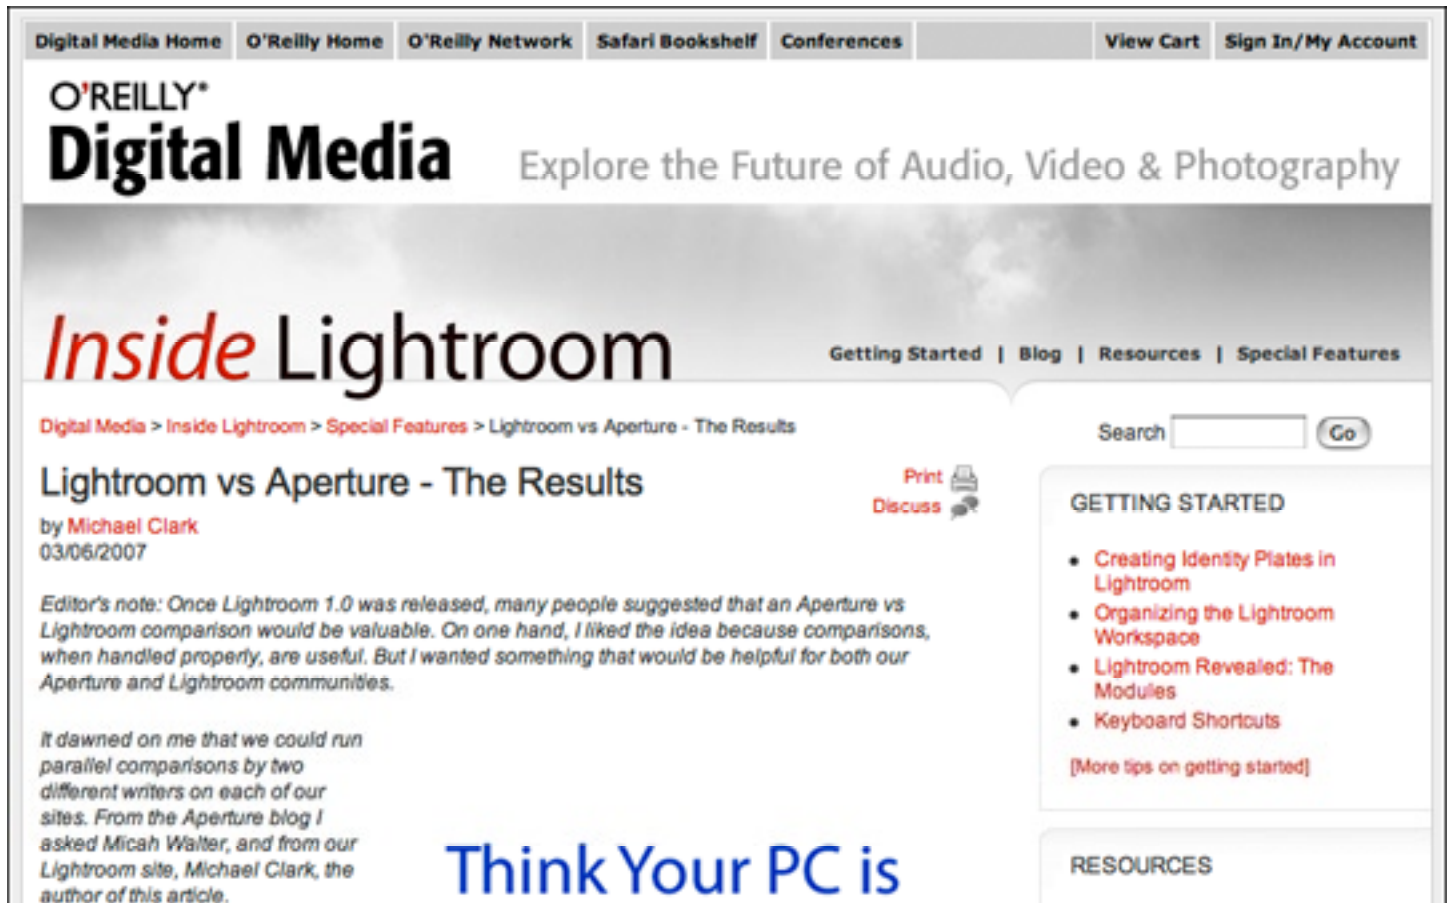 Digital Media Home O'Reilly Home O'Reilly Network Safari Bookshelf Conferences View Cart Sign In/My Account
O'REILLY®
Digital Media Explore the Future of Audio, Video & Photography
Inside Lightroom
Getting Started | Blog | Resources | Special Features
Digital Media > Inside Lightroom > Special Features > Lightroom vs Aperture - The Results
Search Go
Lightroom vs Aperture - The Results
Print
Discuss
by Michael Clark
03/06/2007
Editor's note: Once Lightroom 1.0 was released, many people suggested that an Aperture vs
Lightroom comparison would be valuable. On one hand, I liked the idea because comparisons,
when handled properly, are useful. But I wanted something that would be helpful for both our
Aperture and Lightroom communities.
It dawned on me that we could run
parallel comparisons by two
different writers on each of our
sites. From the Aperture blog I
asked Micah Walter, and from our
Lightroom site, Michael Clark, the
author of this article.
Think Your PC is
GETTING STARTED
• Creating Identity Plates in
Lightroom
• Organizing the Lightroom
Workspace
• Lightroom Revealed: The
Modules
• Keyboard Shortcuts
[More tips on getting started]
RESOURCES